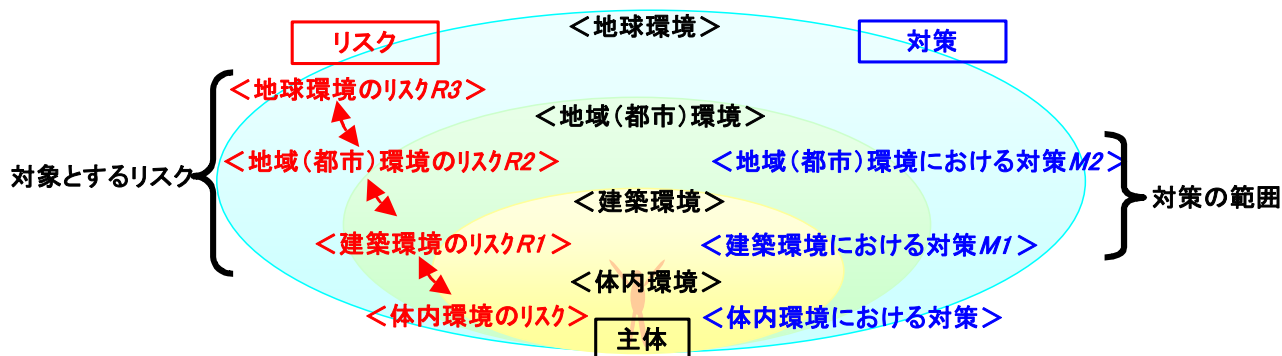 ＜地球環境＞
リスク
対策
＜地球環境のリスクR3＞
＜地域（都市）環境＞
対象とするリスク
＜地域（都市）環境のリスクR2＞
＜地域（都市）環境における対策M2＞
＜建築環境＞
対策の範囲
＜建築環境のリスクR1＞
＜建築環境における対策M1＞
＜体内環境＞
＜体内環境のリスク＞
＜体内環境における対策＞
主体